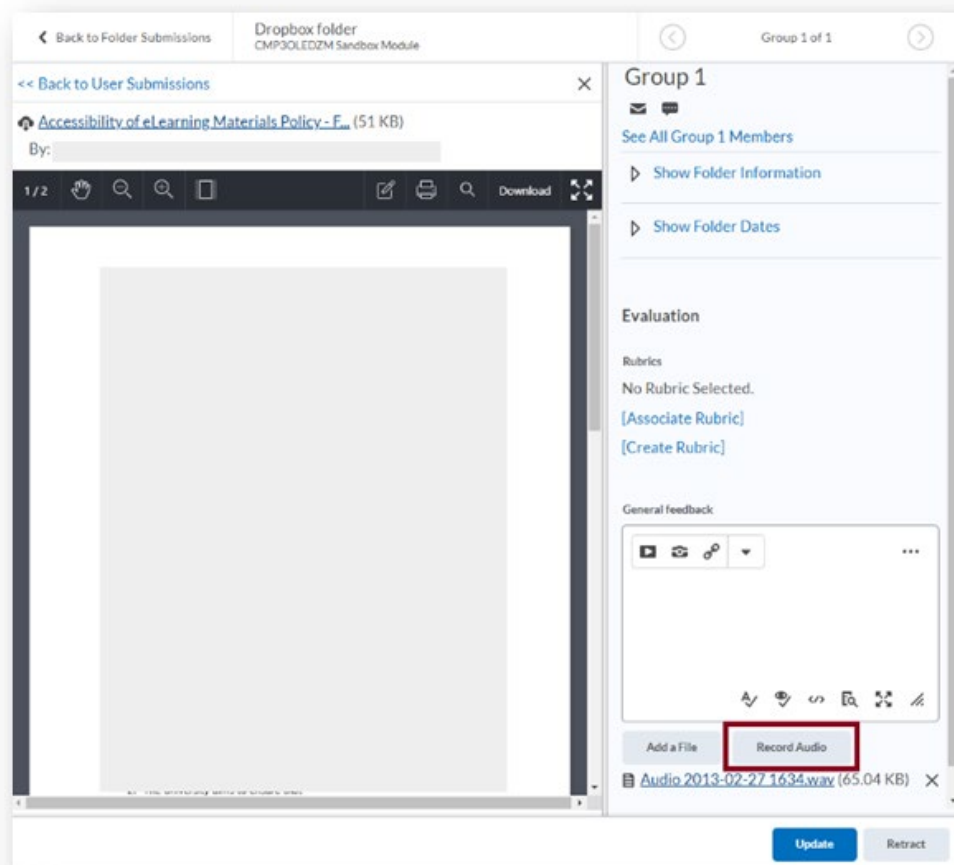 Back to Folder Submissions
Dropbox folder
CMP3OLEDZM Sandbox Module
Group 1 of 1
<< Back to User Submissions
Accessibility of eLearning Materials Policy - F... (51 KB)
By:
1 / 2
Download
Group 1
See All Group 1 Members
Show Folder Information
Show Folder Dates
Evaluation
Rubrics
No Rubric Selected.
[Associate Rubric]
[Create Rubric]
General feedback
Add a File
Record Audio
Audio 2013-02-27 1634.wav (65.04 KB)
Update
Retract